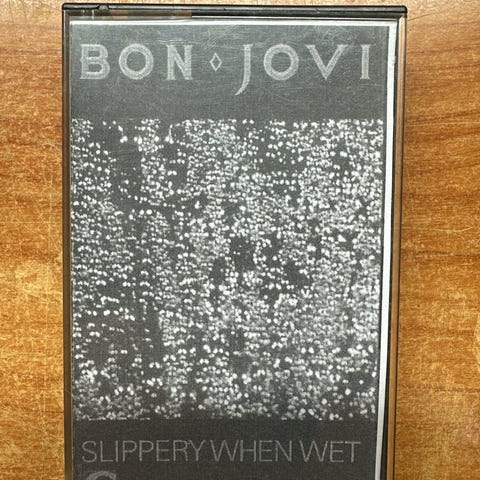 BON ◊ JOVI
SLIPPERY WHEN WET